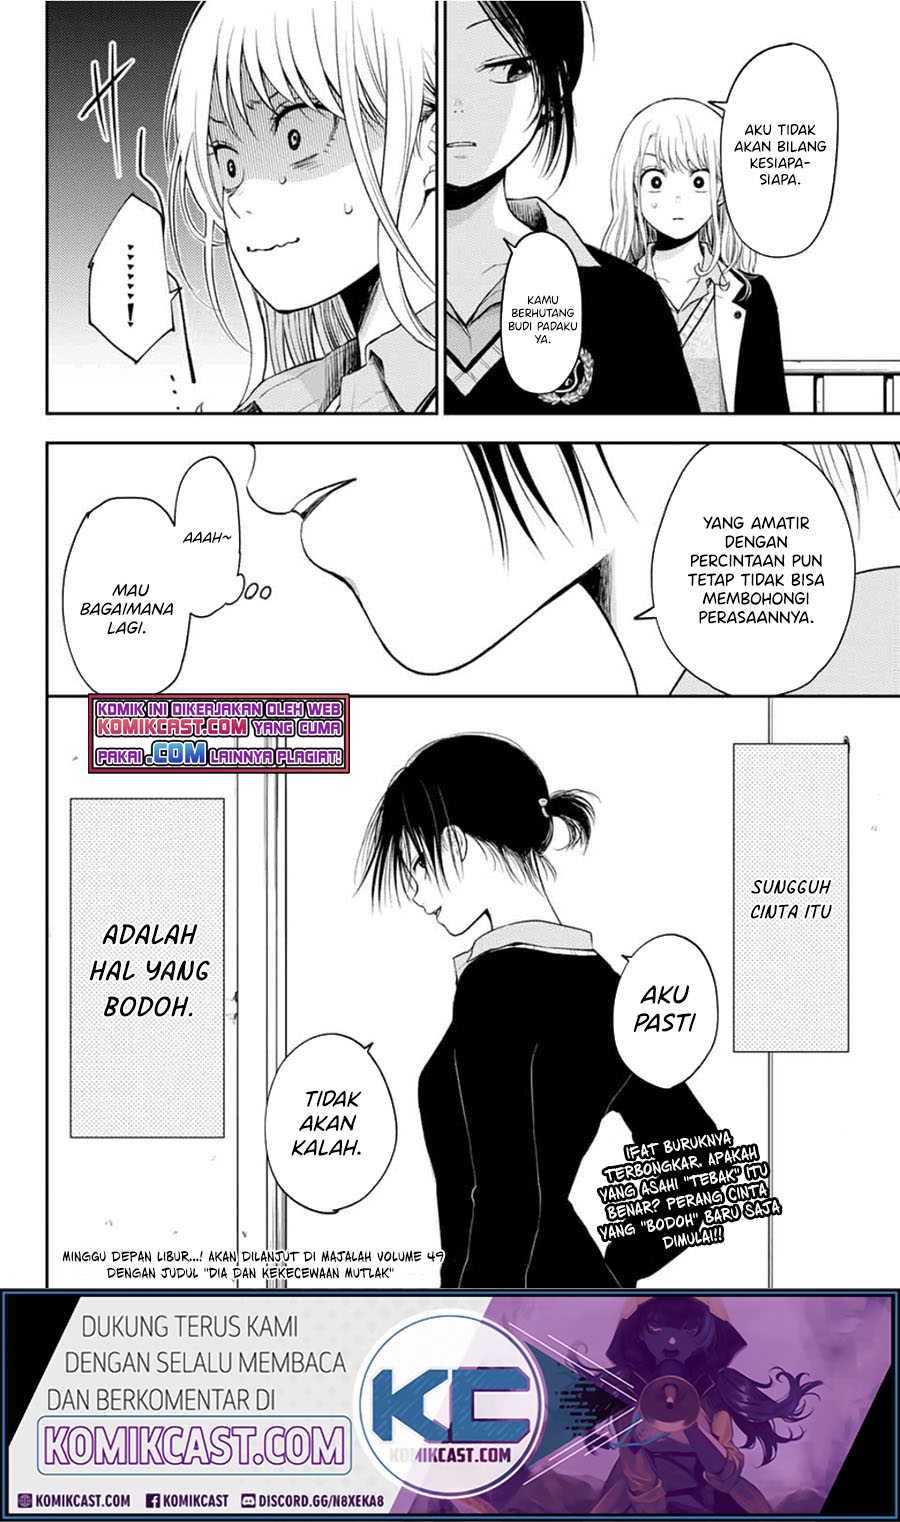 AKU TIDAK
AKAN BILANG
KESIAPA-
SIAPA.
KAMU
BERHUTANG
BUDI PADAKU
YA.
YANG AMATIR
DENGAN
PERCINTAAN PUN
TETAP TIDAK BISA
MEMBOHONGI
PERASAANNYA.
AAAH~
MAU
BAGAIMANA
LAGI.
KOMIK INI DIKERJAKAN OLEH WEB
KOMIKCAST.COM YANG CUMA
PAKAI .COM LAINNYA PLAGIAT!
SUNGGUH
CINTA ITU
ADALAH
HAL YANG
BODOH.
AKU
PASTI
TIDAK
AKAN
KALAH.
IFAT BURUKNYA
TERBONGKAR, APAKAH
YANG ASAHI "TEBAK" ITU
BENAR? PERANG CINTA
YANG "BODOH" BARU SAJA
DIMULAI!!
MINGGU DEPAN LIBUR...! AKAN DILANJUT DI MAJALAH VOLUME 49
DENGAN JUDUL "DIA DAN KEKECEWAAN MUTLAK"
DUKUNG TERUS KAMI
DENGAN SELALU MEMBACA
DAN BERKOMENTAR DI
KOMIKCAST.COM
KC
KOMIKCAST.COM
KOMIKCAST.COM KOMIKCAST DISCORD.GG/N8XEKA8